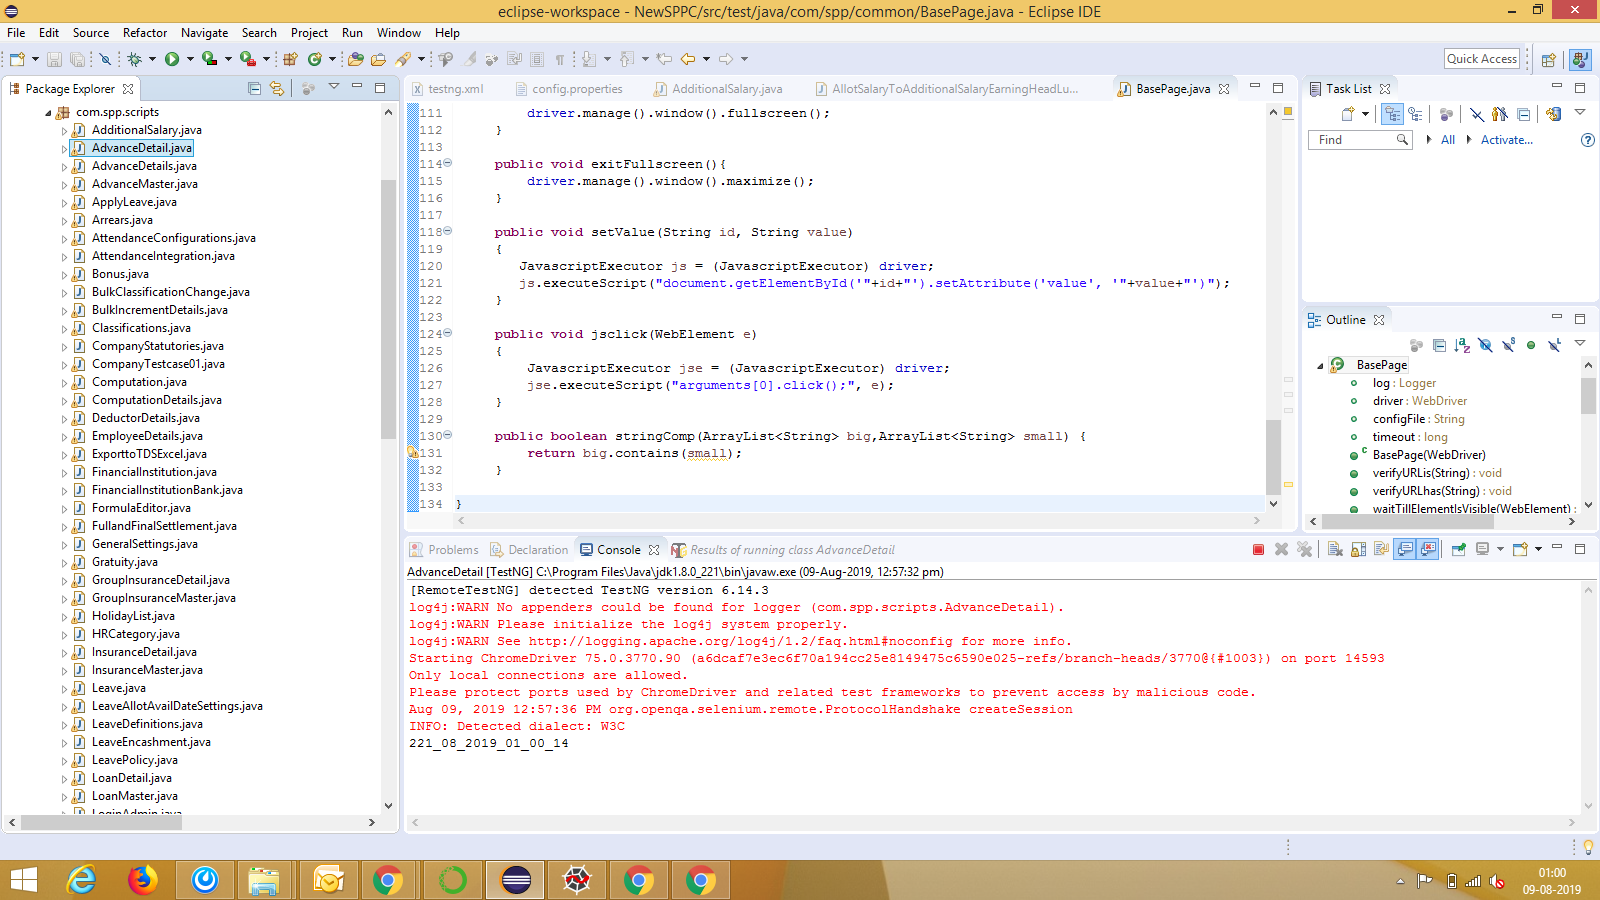 eclipse-workspace - NewSPPC/src/test/java/com/spp/common/BasePage.java - Eclipse IDE
File Edit Source Refactor Navigate Search Project Run Window Help
Quick Access
Package Explorer
com.spp.scripts
AdditionalSalary.java
AdvanceDetail.java
AdvanceDetails.java
AdvanceMaster.java
ApplyLeave.java
Arrears.java
AttendanceConfigurations.java
AttendanceIntegration.java
Bonus.java
BulkClassificationChange.java
BulkIncrementDetails.java
Classifications.java
CompanyStatutories.java
CompanyTestcase01.java
Computation.java
ComputationDetails.java
DeductorDetails.java
EmployeeDetails.java
ExporttoTDSExcel.java
FinancialInstitution.java
FinancialInstitutionBank.java
FormulaEditor.java
FullandFinalSettlement.java
GeneralSettings.java
Gratuity.java
GroupInsuranceDetail.java
GroupInsuranceMaster.java
HolidayList.java
HRCategory.java
InsuranceDetail.java
InsuranceMaster.java
Leave.java
LeaveAllotAvailDateSettings.java
LeaveDefinitions.java
LeaveEncashment.java
LeavePolicy.java
LoanDetail.java
LoanMaster.java
LoginAdmin.java
testng.xml config.properties AdditionalSalary.java AllotSalaryToAdditionalSalaryEarningHeadLu... BasePage.java
111 driver.manage().window().fullscreen();
112 }
113
114 public void exitFullscreen(){
115 driver.manage().window().maximize();
116 }
117
118 public void setValue(String id, String value)
119 {
120 JavascriptExecutor js = (JavascriptExecutor) driver;
121 js.executeScript("document.getElementById('"+id+"').setAttribute('value', '"+value+"')");
122 }
123
124 public void jsclick(WebElement e)
125 {
126 JavascriptExecutor jse = (JavascriptExecutor) driver;
127 jse.executeScript("arguments[0].click();", e);
128 }
129
130 public boolean stringComp(ArrayList<String> big,ArrayList<String> small) {
131 return big.contains(small);
132 }
133
134 }
Task List
Find All Activate...
Outline
BasePage
log : Logger
driver : WebDriver
configFile : String
timeout : long
BasePage(WebDriver)
verifyURLis(String) : void
verifyURLhas(String) : void
waitTillElementIsVisible(WebElement) :
Problems Declaration Console Results of running class AdvanceDetail
AdvanceDetail [TestNG] C:\Program Files\Java\jdk1.8.0_221\bin\javaw.exe (09-Aug-2019, 12:57:32 pm)
[RemoteTestNG] detected TestNG version 6.14.3
log4j:WARN No appenders could be found for logger (com.spp.scripts.AdvanceDetail).
log4j:WARN Please initialize the log4j system properly.
log4j:WARN See http://logging.apache.org/log4j/1.2/faq.html#noconfig for more info.
Starting ChromeDriver 75.0.3770.90 (a6dcaf7e3ec6f70a194cc25e8149475c6590e025-refs/branch-heads/3770@{#1003}) on port 14593
Only local connections are allowed.
Please protect ports used by ChromeDriver and related test frameworks to prevent access by malicious code.
Aug 09, 2019 12:57:36 PM org.openqa.selenium.remote.ProtocolHandshake createSession
INFO: Detected dialect: W3C
221_08_2019_01_00_14
01:00
09-08-2019